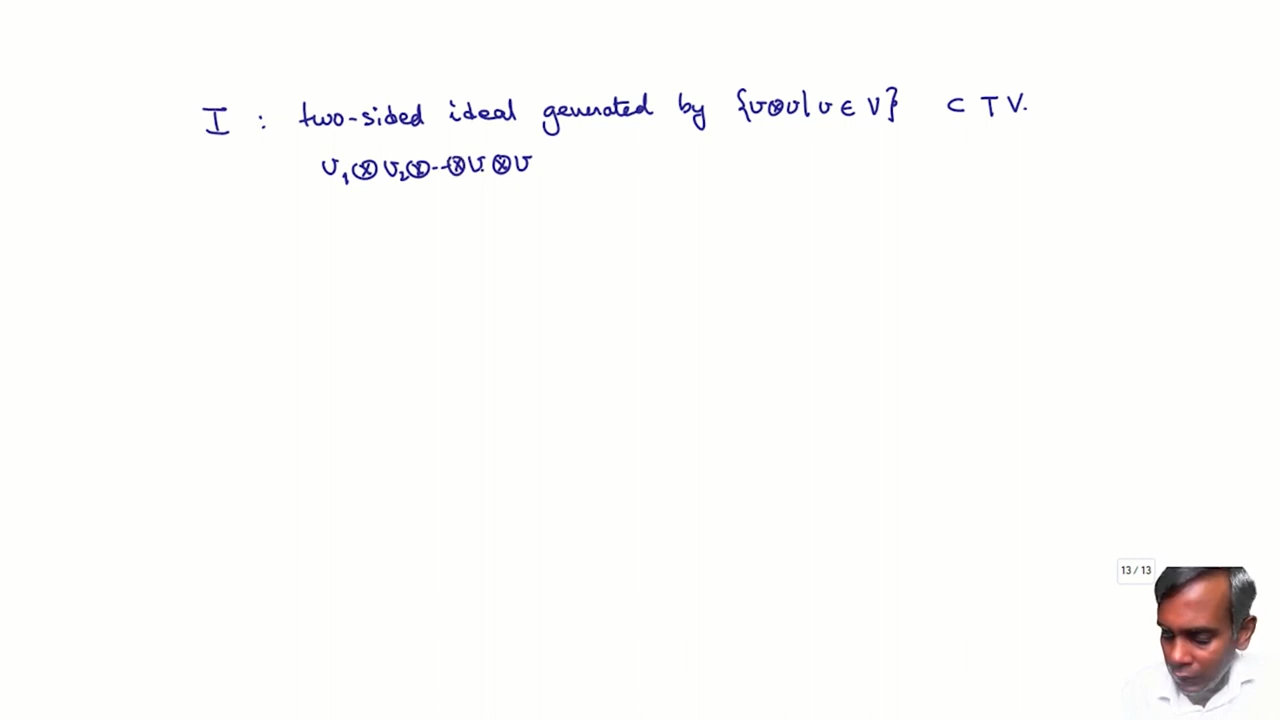 I : two-sided ideal generated by {v⊗v | v ∈ V} ⊂ TV.
v₁⊗v₂⊗--⊗v⊗v
13 / 13